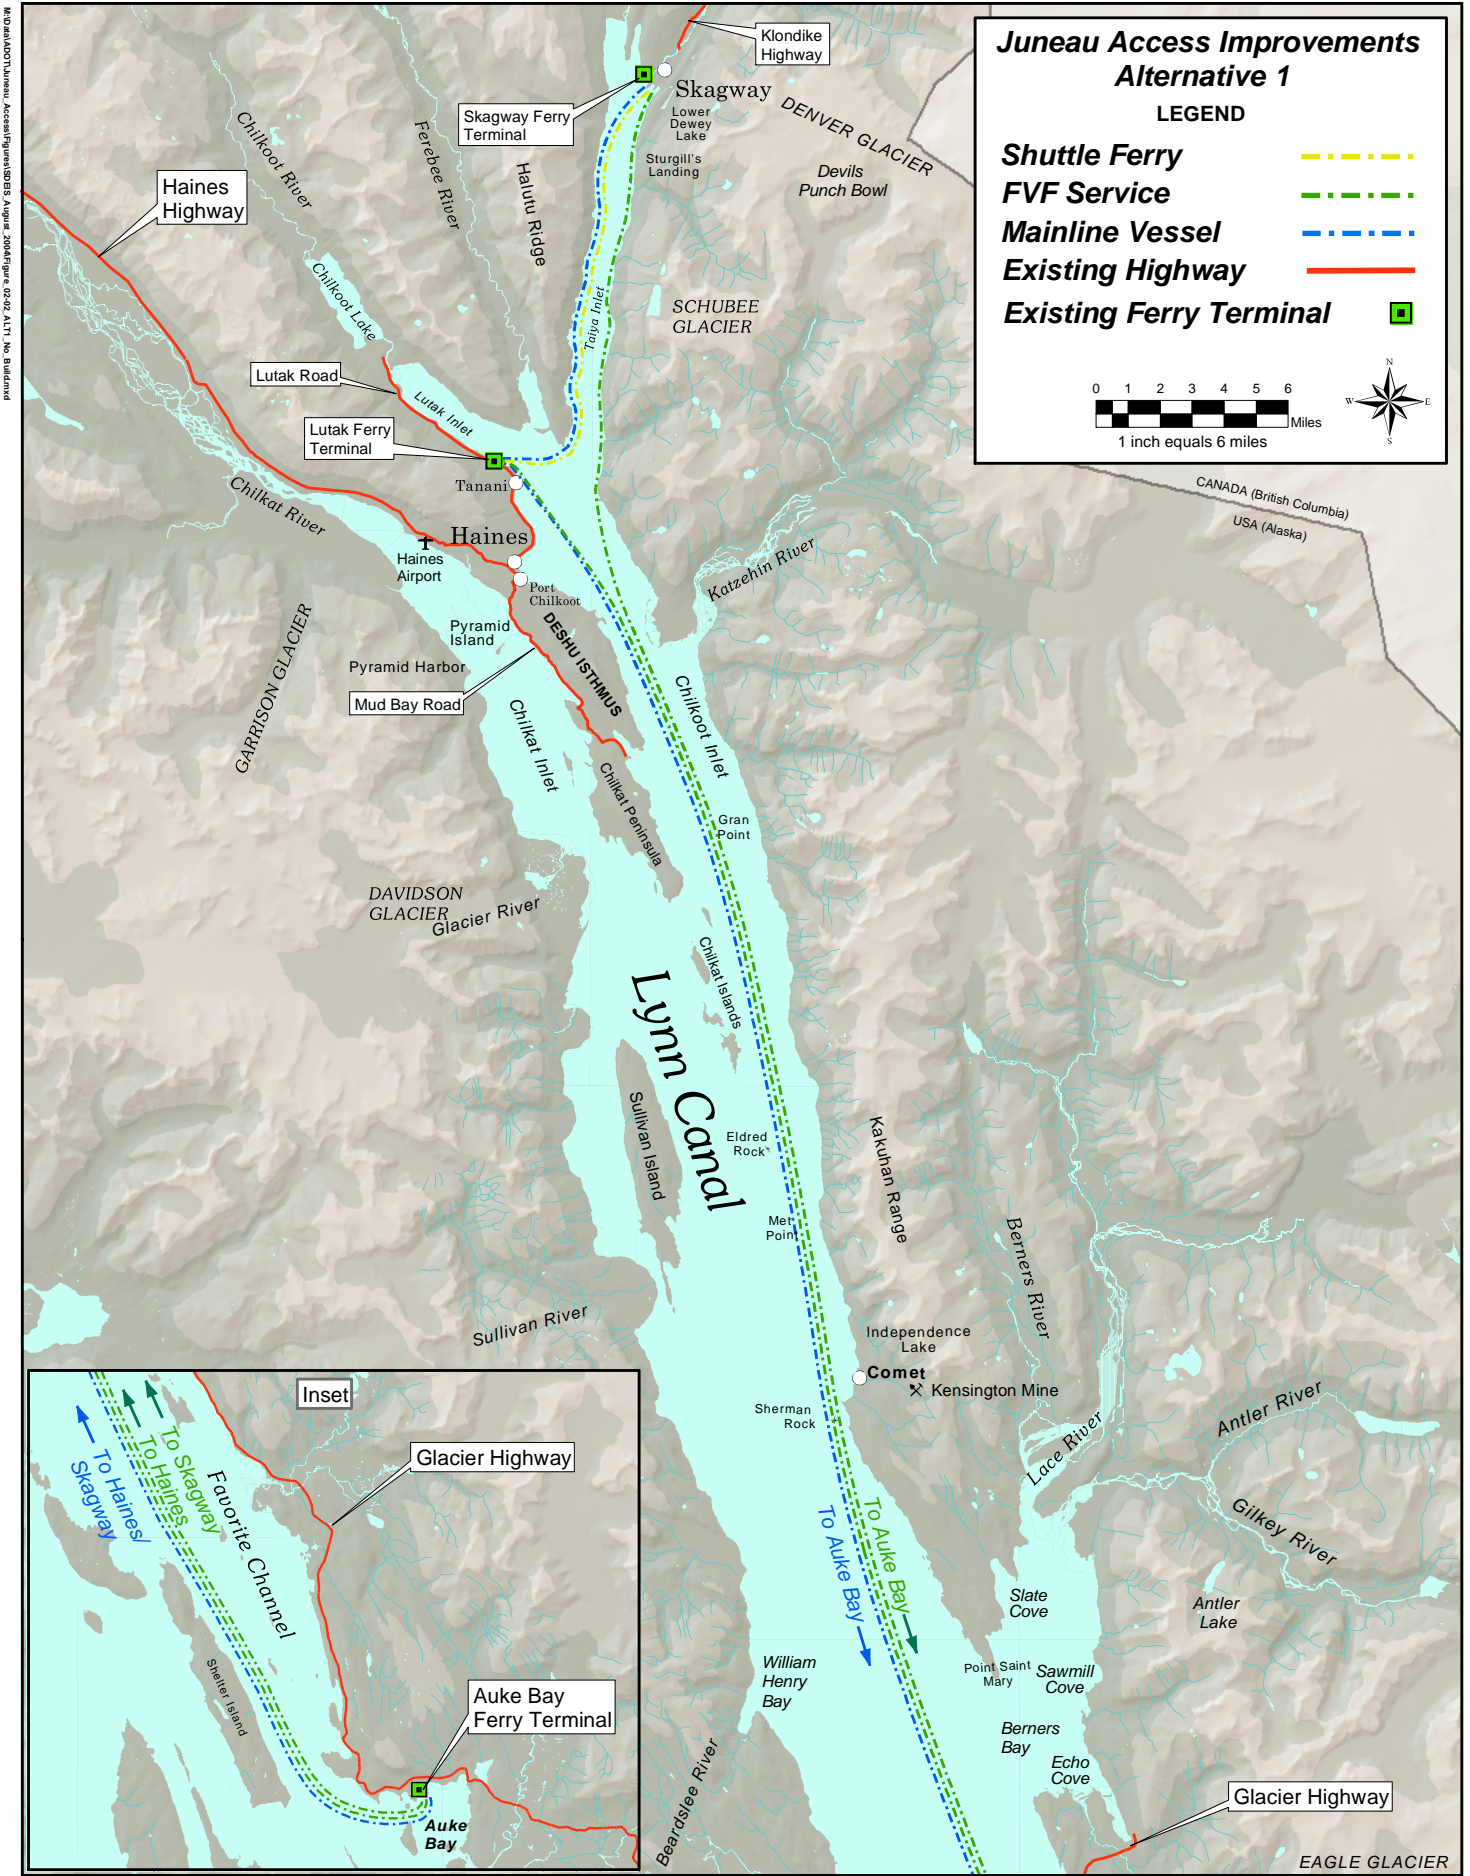 M:\Data\ADOT\Juneau_Access\Figures\SDEIS_August_2004\Figure_02-02_ALT1_No_Build.mxd
Juneau Access Improvements
Alternative 1
LEGEND
Shuttle Ferry
FVF Service
Mainline Vessel
Existing Highway
Existing Ferry Terminal
0 1 2 3 4 5 6
Miles
1 inch equals 6 miles
N
W
E
S
Klondike
Highway
Skagway
Skagway Ferry
Terminal
Lower
Dewey
Lake
DENVER GLACIER
Sturgill's
Landing
Devils
Punch Bowl
Chilkoot River
Ferebee River
Halutu Ridge
Haines
Highway
Chilkoot Lake
Taiya Inlet
SCHUBEE
GLACIER
Lutak Road
Lutak Inlet
Lutak Ferry
Terminal
Tanani
Chilkat River
CANADA (British Columbia)
USA (Alaska)
Haines
Haines
Airport
Port
Chilkoot
Katzehin River
GARRISON GLACIER
Pyramid
Island
DESHU ISTHMUS
Pyramid Harbor
Mud Bay Road
Chilkat Inlet
Chilkoot Inlet
Chilkat Peninsula
Gran
Point
DAVIDSON
GLACIER
Glacier River
Chilkat Islands
Lynn Canal
Sullivan Island
Eldred
Rock
Kakuhan Range
Met
Point
Berners River
Sullivan River
Independence
Lake
Comet
Kensington Mine
Sherman
Rock
Antler River
Lace River
Gilkey River
To Auke Bay
To Auke Bay
Slate
Cove
Antler
Lake
William
Henry
Bay
Point Saint
Mary
Sawmill
Cove
Berners
Bay
Echo
Cove
Beardslee River
Glacier Highway
EAGLE GLACIER
Inset
Glacier Highway
To Skagway
To Haines
To Haines/
Skagway
Favorite Channel
Shelter Island
Auke Bay
Ferry Terminal
Auke
Bay